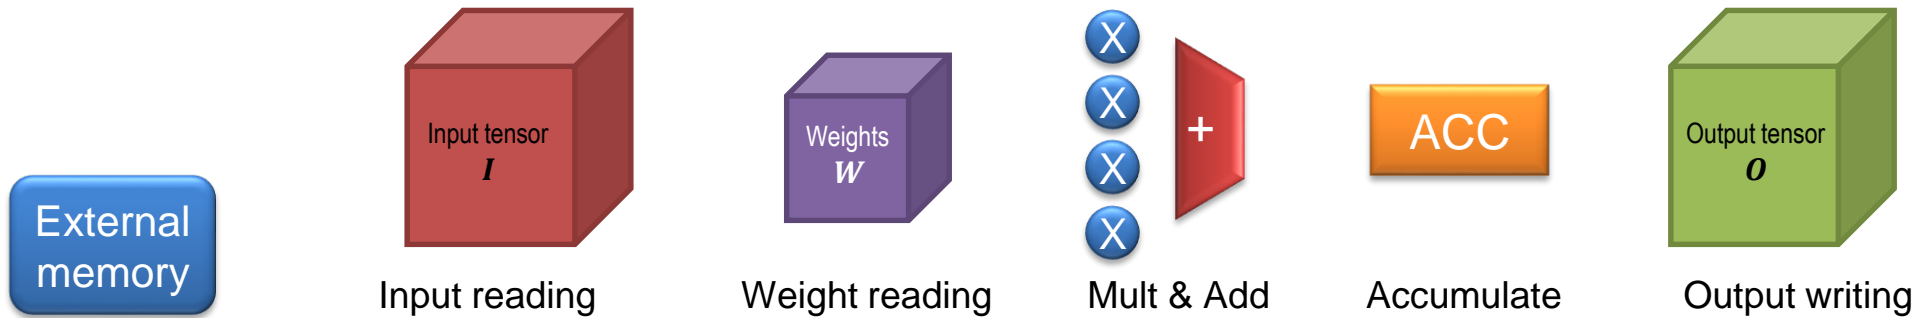 External
memory
Input tensor
I
Input reading
Weights
W
Weight reading
X
X
X
X
+
Mult & Add
ACC
Accumulate
Output tensor
O
Output writing